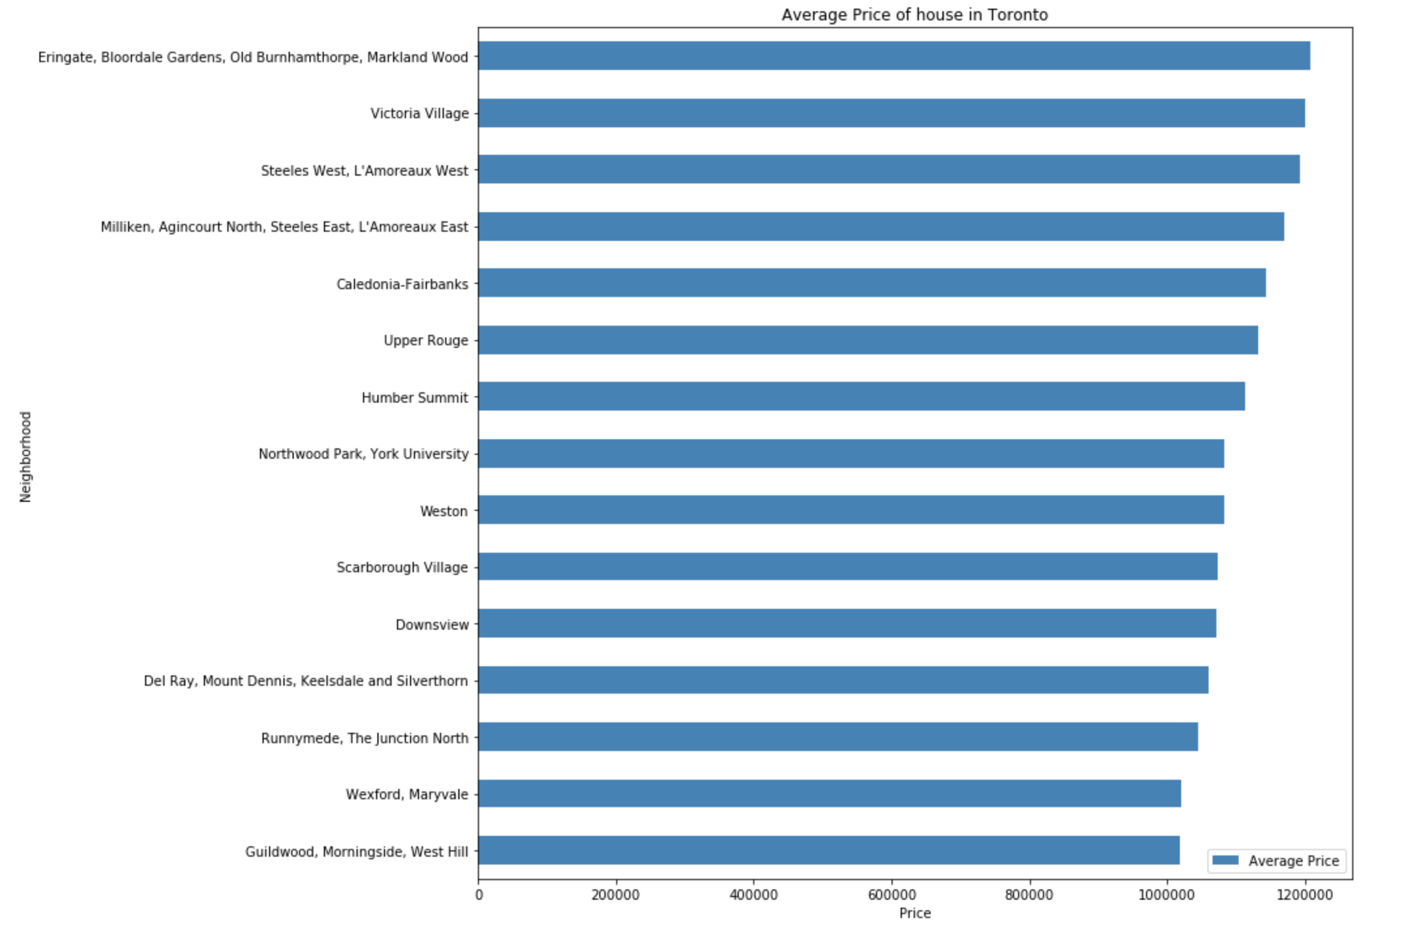 Average Price of house in Toronto
Eringate, Bloordale Gardens, Old Burnhamthorpe, Markland Wood
Victoria Village
Steeles West, L'Amoreaux West
Milliken, Agincourt North, Steeles East, L'Amoreaux East
Caledonia-Fairbanks
Upper Rouge
Humber Summit
Northwood Park, York University
Weston
Scarborough Village
Downsview
Del Ray, Mount Dennis, Keelsdale and Silverthorn
Runnymede, The Junction North
Wexford, Maryvale
Guildwood, Morningside, West Hill
Neighborhood
Average Price
0 200000 400000 600000 800000 1000000 1200000
Price